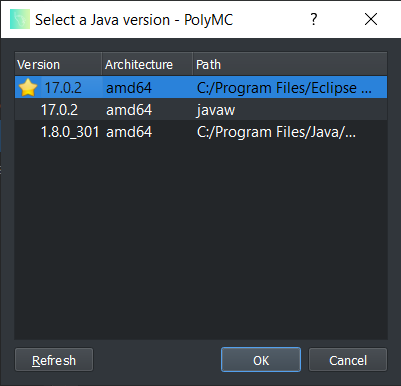 Select a Java version - PolyMC
Version Architecture Path
17.0.2 amd64 C:/Program Files/Eclipse ...
17.0.2 amd64 javaw
1.8.0_301 amd64 C:/Program Files/Java/...
Refresh OK Cancel